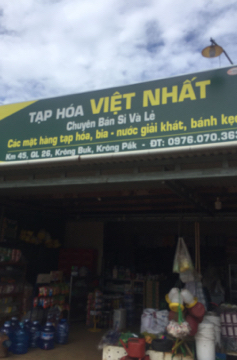 TẠP HÓA VIỆT NHẤT
Chuyên Bán Sỉ Và Lẻ
Các mặt hàng tạp hóa, bia - nước giải khát, bánh kẹo
Km 45, QL 26, Krông Buk, Krông Pắk. - ĐT: 0976.070.36